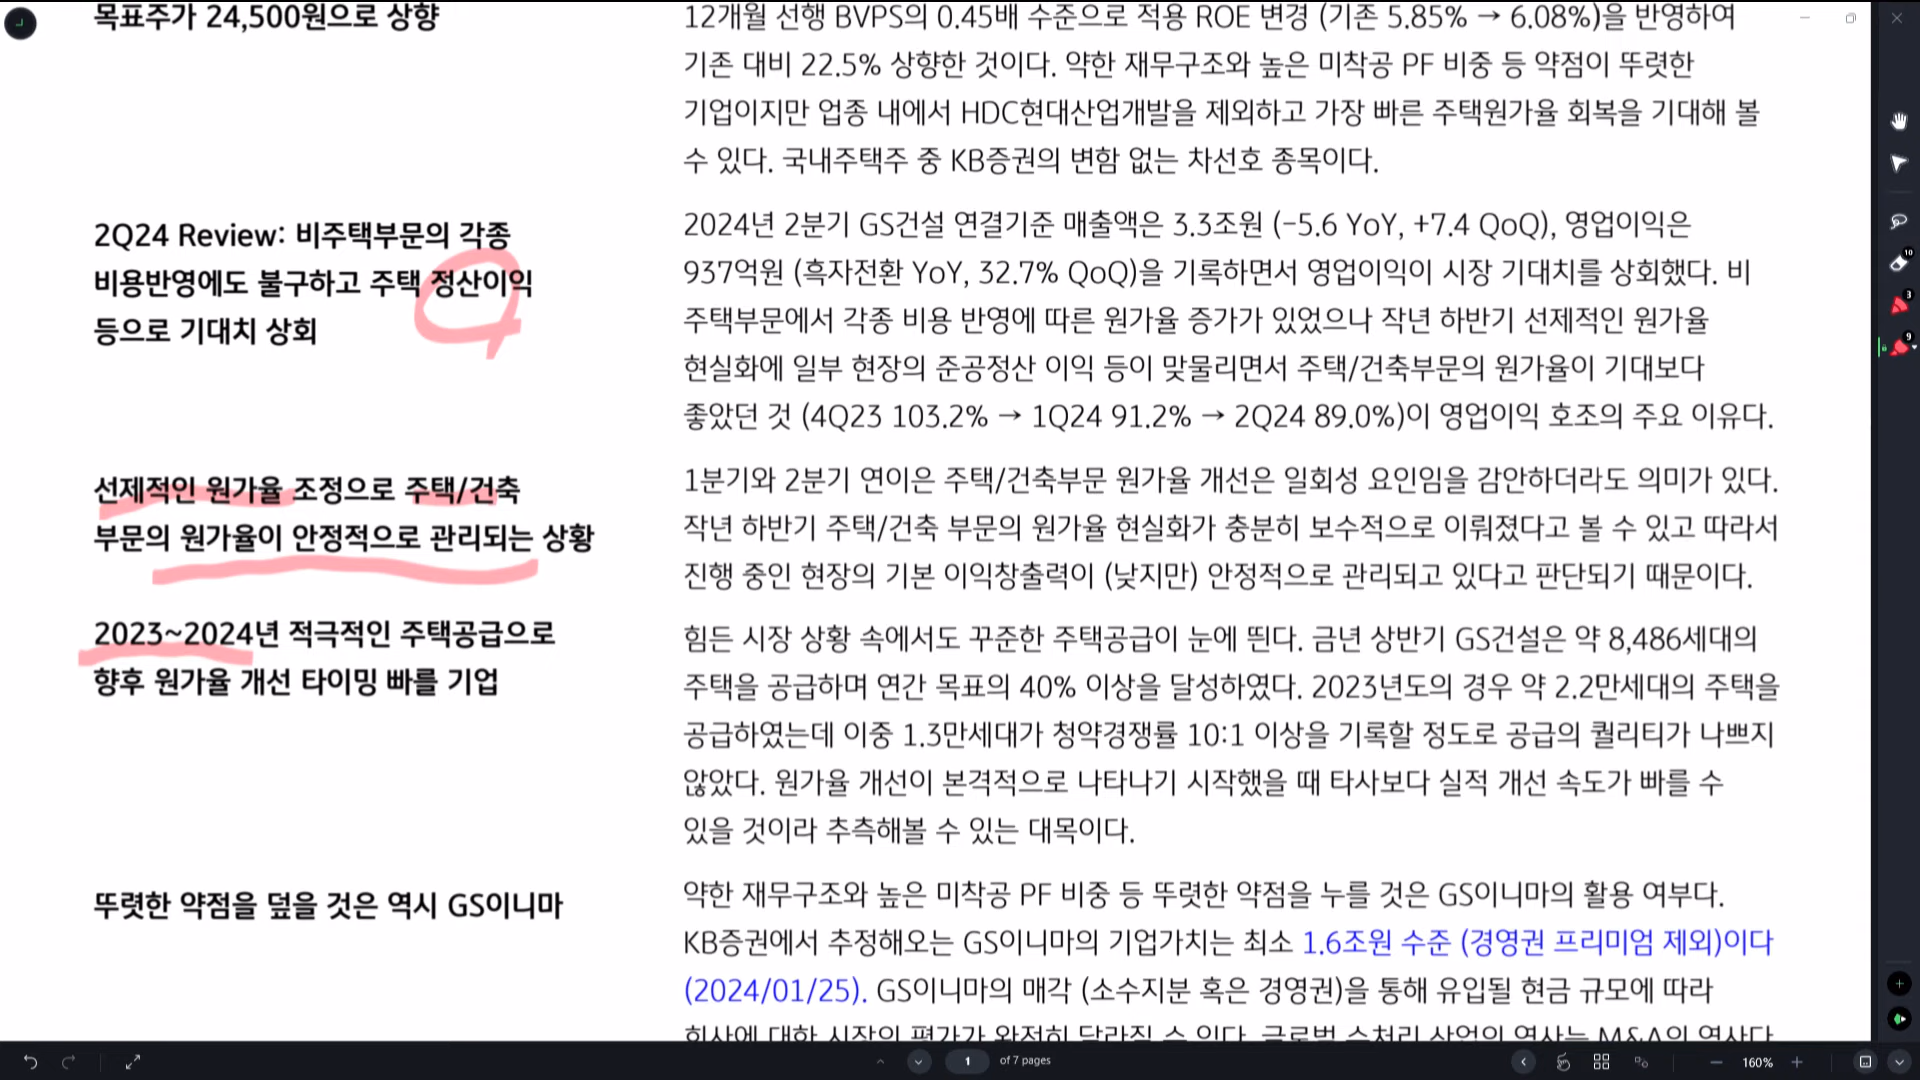 목표주가 24,500원으로 상향
12개월 선행 BVPS의 0.45배 수준으로 적용 ROE 변경 (기존 5.85% → 6.08%)을 반영하여
기존 대비 22.5% 상향한 것이다. 약한 재무구조와 높은 미착공 PF 비중 등 약점이 뚜렷한
기업이지만 업종 내에서 HDC현대산업개발을 제외하고 가장 빠른 주택원가율 회복을 기대해 볼
수 있다. 국내주택주 중 KB증권의 변함 없는 차선호 종목이다.
2Q24 Review: 비주택부문의 각종
비용반영에도 불구하고 주택 정산이익
등으로 기대치 상회
2024년 2분기 GS건설 연결기준 매출액은 3.3조원 (-5.6 YoY, +7.4 QoQ), 영업이익은
937억원 (흑자전환 YoY, 32.7% QoQ)을 기록하면서 영업이익이 시장 기대치를 상회했다. 비
주택부문에서 각종 비용 반영에 따른 원가율 증가가 있었으나 작년 하반기 선제적인 원가율
현실화에 일부 현장의 준공정산 이익 등이 맞물리면서 주택/건축부문의 원가율이 기대보다
좋았던 것 (4Q23 103.2% → 1Q24 91.2% → 2Q24 89.0%)이 영업이익 호조의 주요 이유다.
선제적인 원가율 조정으로 주택/건축
부문의 원가율이 안정적으로 관리되는 상황
1분기와 2분기 연이은 주택/건축부문 원가율 개선은 일회성 요인임을 감안하더라도 의미가 있다.
작년 하반기 주택/건축 부문의 원가율 현실화가 충분히 보수적으로 이뤄졌다고 볼 수 있고 따라서
진행 중인 현장의 기본 이익창출력이 (낮지만) 안정적으로 관리되고 있다고 판단되기 때문이다.
2023~2024년 적극적인 주택공급으로
향후 원가율 개선 타이밍 빠를 기업
힘든 시장 상황 속에서도 꾸준한 주택공급이 눈에 띈다. 금년 상반기 GS건설은 약 8,486세대의
주택을 공급하며 연간 목표의 40% 이상을 달성하였다. 2023년도의 경우 약 2.2만세대의 주택을
공급하였는데 이중 1.3만세대가 청약경쟁률 10:1 이상을 기록할 정도로 공급의 퀄리티가 나쁘지
않았다. 원가율 개선이 본격적으로 나타나기 시작했을 때 타사보다 실적 개선 속도가 빠를 수
있을 것이라 추측해볼 수 있는 대목이다.
뚜렷한 약점을 덮을 것은 역시 GS이니마
약한 재무구조와 높은 미착공 PF 비중 등 뚜렷한 약점을 누를 것은 GS이니마의 활용 여부다.
KB증권에서 추정해오는 GS이니마의 기업가치는 최소 1.6조원 수준 (경영권 프리미엄 제외)이다
(2024/01/25). GS이니마의 매각 (소수지분 혹은 경영권)을 통해 유입될 현금 규모에 따라
회사에 대한 시장의 평가가 완전히 달라질 수 있다. 글로벌 수처리 산업의 역사는 M&A의 역사다
10
3
9
1 of 7 pages
160%